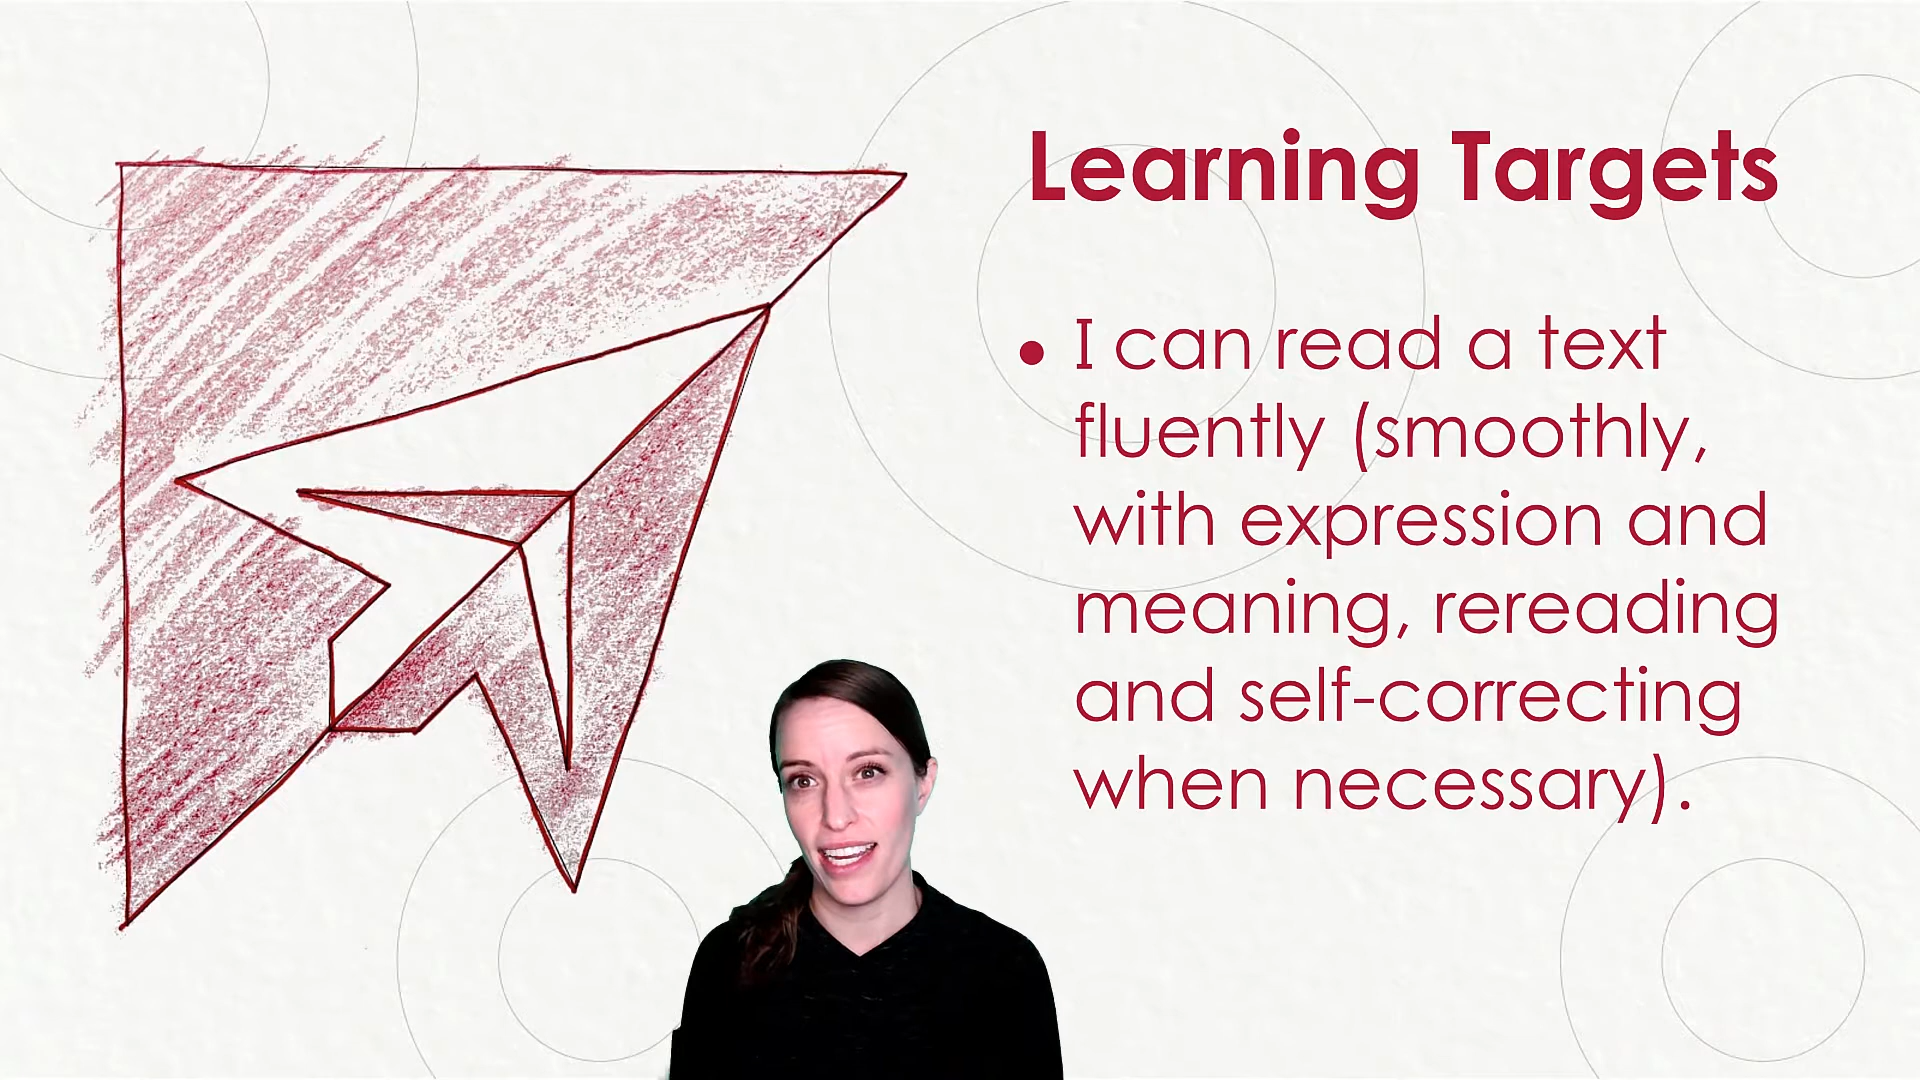 Learning Targets
• I can read a text
fluently (smoothly,
with expression and
meaning, rereading
and self-correcting
when necessary).